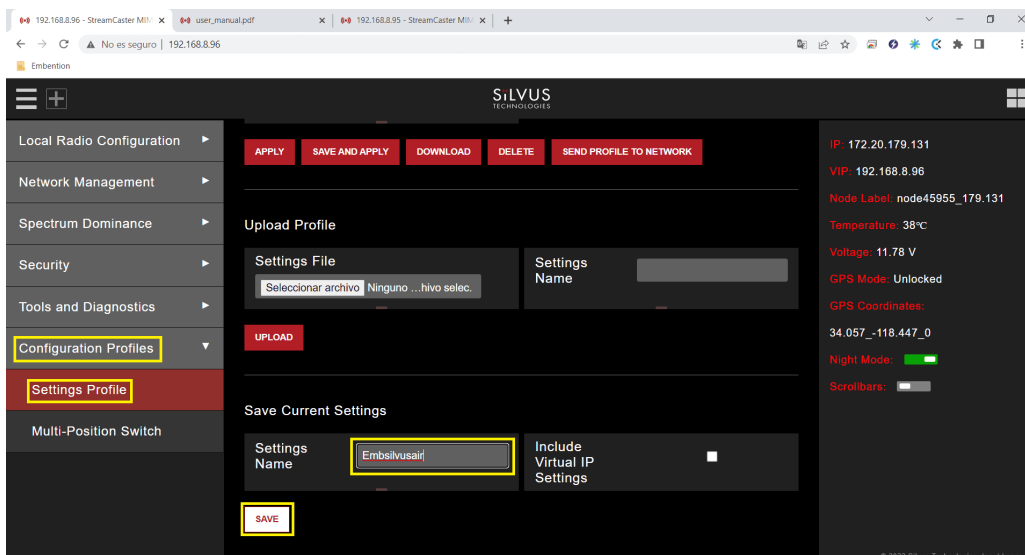 192.168.8.96 - StreamCaster MIM
user_manual.pdf
192.168.8.95 - StreamCaster MIM
No es seguro
192.168.8.96
Embention
SiLVUS
TECHNOLOGIES
Local Radio Configuration
Network Management
Spectrum Dominance
Security
Tools and Diagnostics
Configuration Profiles
Settings Profile
Multi-Position Switch
APPLY
SAVE AND APPLY
DOWNLOAD
DELETE
SEND PROFILE TO NETWORK
Upload Profile
Settings File
Seleccionar archivo Ninguno ...hivo selec.
Settings
Name
UPLOAD
Save Current Settings
Settings
Name
Embsilvusair
Include
Virtual IP
Settings
SAVE
IP: 172.20.179.131
VIP: 192.168.8.96
Node Label: node45955_179.131
Temperature: 38°C
Voltage: 11.78 V
GPS Mode: Unlocked
GPS Coordinates:
34.057_-118.447_0
Night Mode:
Scrollbars: